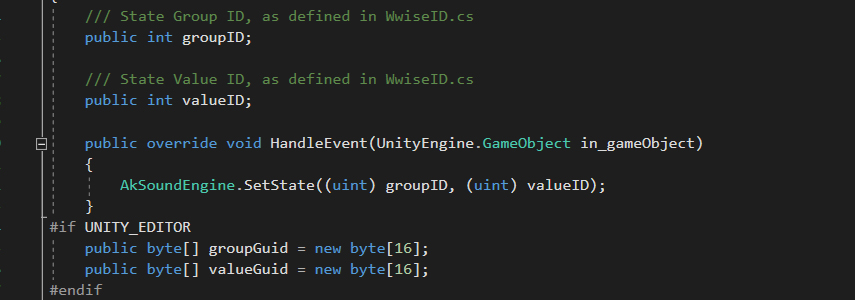 /// State Group ID, as defined in WwiseID.cs
public int groupID;
/// State Value ID, as defined in WwiseID.cs
public int valueID;
public override void HandleEvent(UnityEngine.GameObject in_gameObject)
{
AkSoundEngine.SetState((uint) groupID, (uint) valueID);
}
#if UNITY_EDITOR
public byte[] groupGuid = new byte[16];
public byte[] valueGuid = new byte[16];
#endif